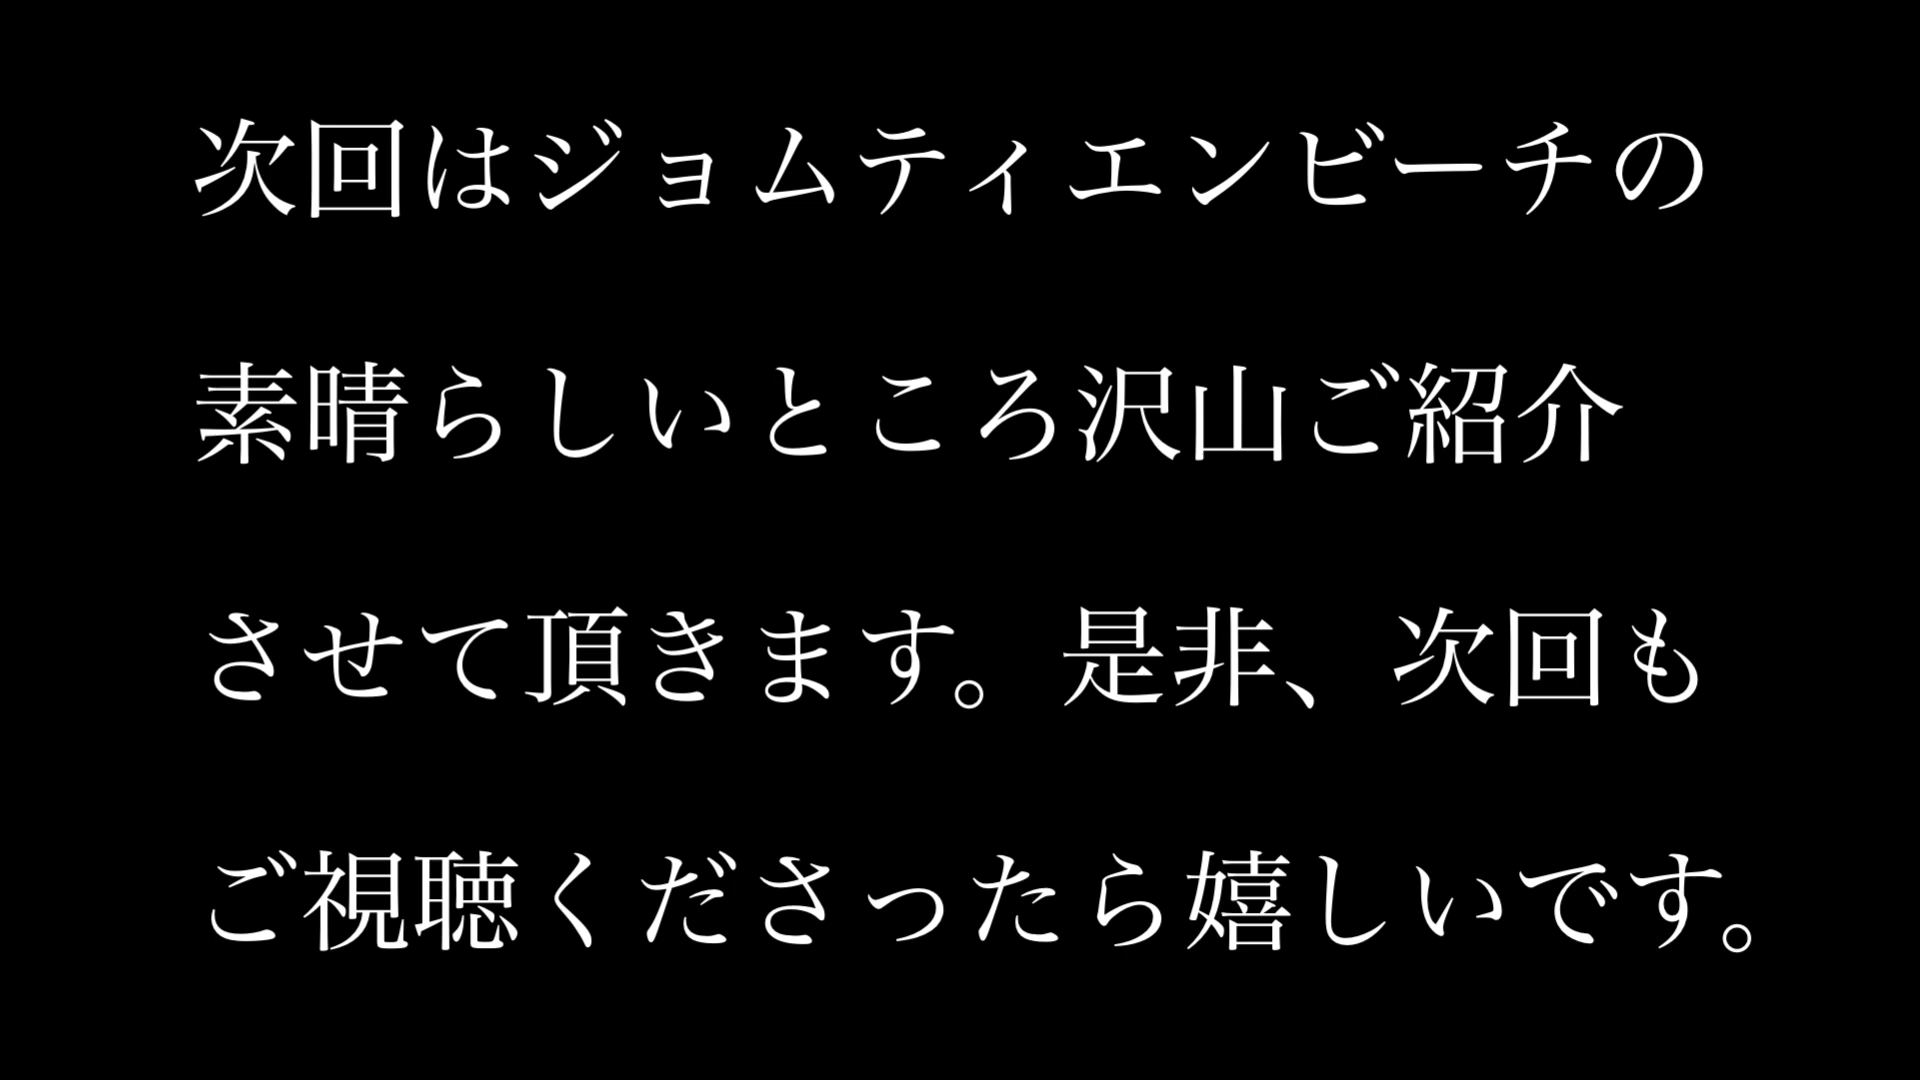 次回はジョムティエンビーチの
素晴らしいところ沢山ご紹介
させて頂きます。是非、次回も
ご視聴くださったら嬉しいです。